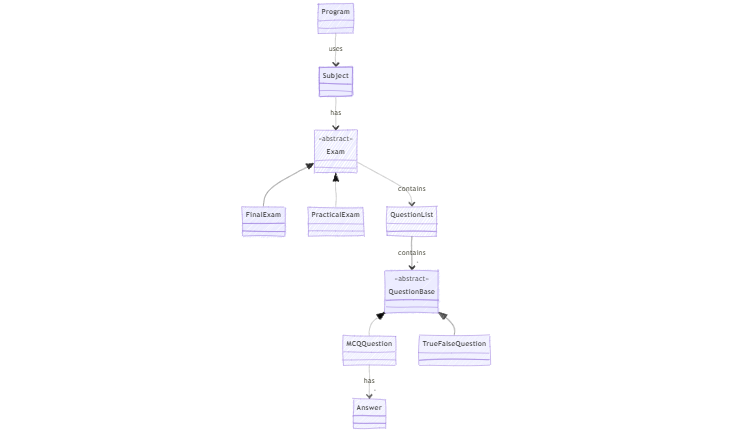 Program
uses
Subject
has
«abstract»
Exam
contains
FinalExam
PracticalExam
QuestionList
contains
«abstract»
QuestionBase
MCQQuestion
TrueFalseQuestion
has
Answer